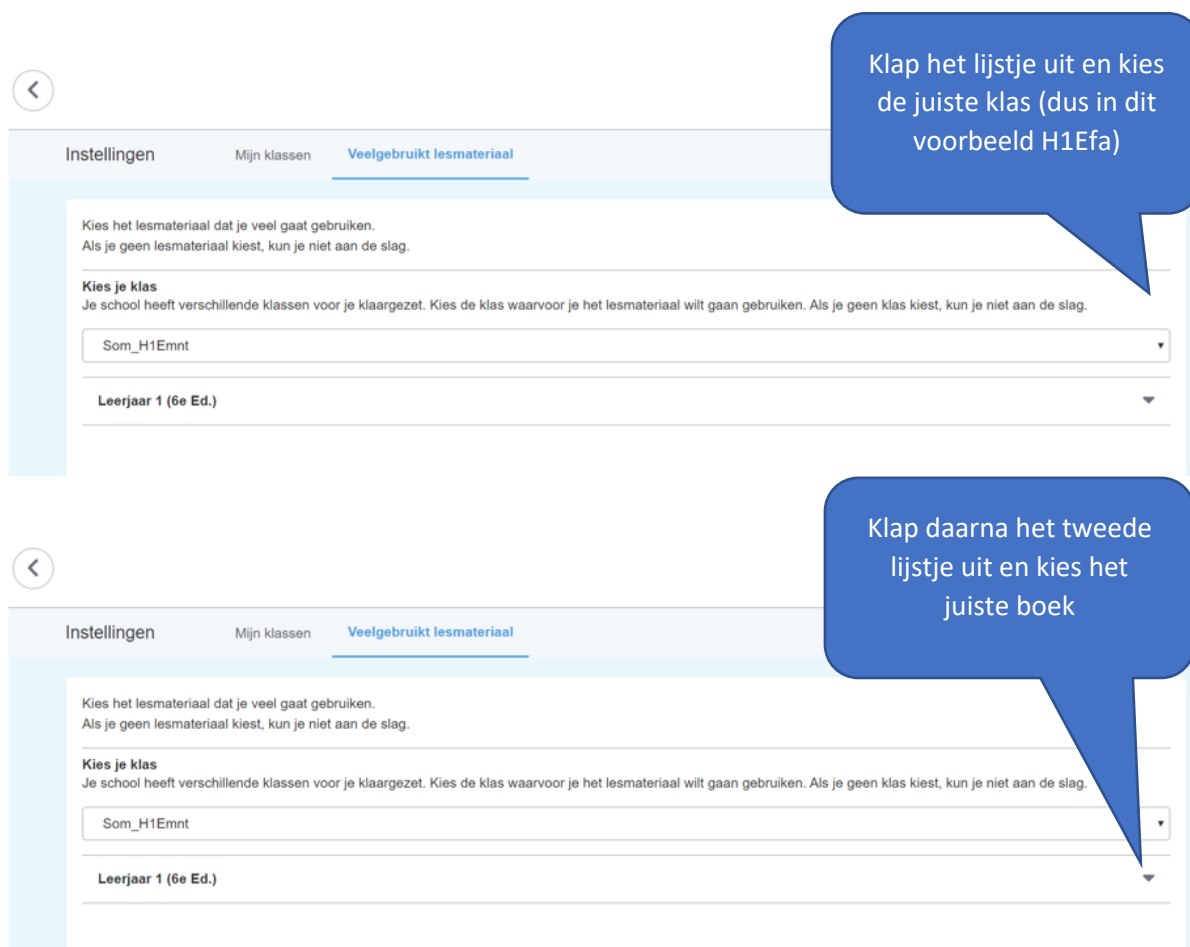 Klap het lijstje uit en kies
de juiste klas (dus in dit
voorbeeld H1Efa)
Instellingen Mijn klassen Veelgebruikt lesmateriaal
Kies het lesmateriaal dat je veel gaat gebruiken.
Als je geen lesmateriaal kiest, kun je niet aan de slag.
Kies je klas
Je school heeft verschillende klassen voor je klaargezet. Kies de klas waarvoor je het lesmateriaal wilt gaan gebruiken. Als je geen klas kiest, kun je niet aan de slag.
Som_H1Emnt
Leerjaar 1 (6e Ed.)
Klap daarna het tweede
lijstje uit en kies het
juiste boek
Instellingen Mijn klassen Veelgebruikt lesmateriaal
Kies het lesmateriaal dat je veel gaat gebruiken.
Als je geen lesmateriaal kiest, kun je niet aan de slag.
Kies je klas
Je school heeft verschillende klassen voor je klaargezet. Kies de klas waarvoor je het lesmateriaal wilt gaan gebruiken. Als je geen klas kiest, kun je niet aan de slag.
Som_H1Emnt
Leerjaar 1 (6e Ed.)